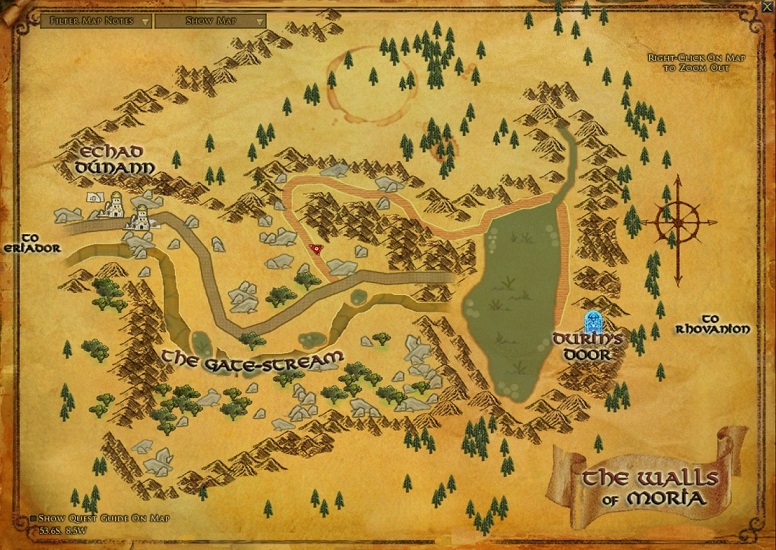 Filter Map Notes
Show Map
Right-Click On Map
to Zoom Out
Echad
Dúnann
to
Eriador
to
Rhovanion
Durin's
Door
The Gate-Stream
The Walls
of Moria
Show Quest Guide On Map
53.6S, 8.5W